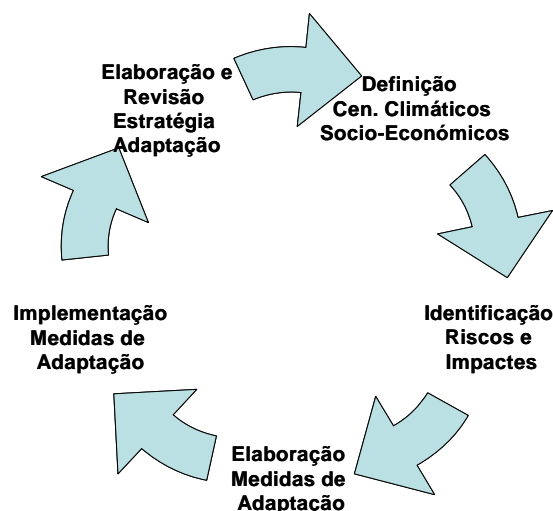 Elaboração e
Revisão
Estratégia
Adaptação
Definição
Cen. Climáticos
Socio-Económicos
Identificação
Riscos e
Impactes
Elaboração
Medidas de
Adaptação
Implementação
Medidas de
Adaptação